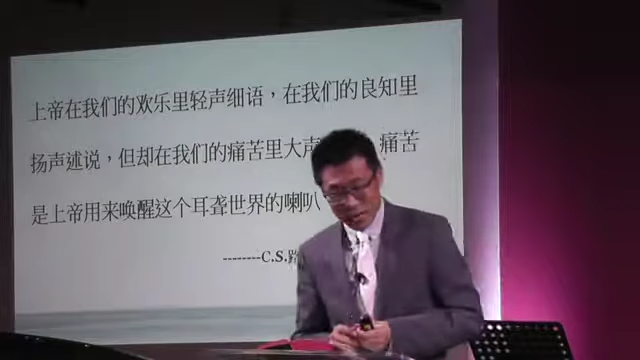 上帝在我们的欢乐里轻声细语，在我们的良知里
扬声述说，但却在我们的痛苦里大声 痛苦
是上帝用来唤醒这个耳聋世界的喇叭
--------C.S.路